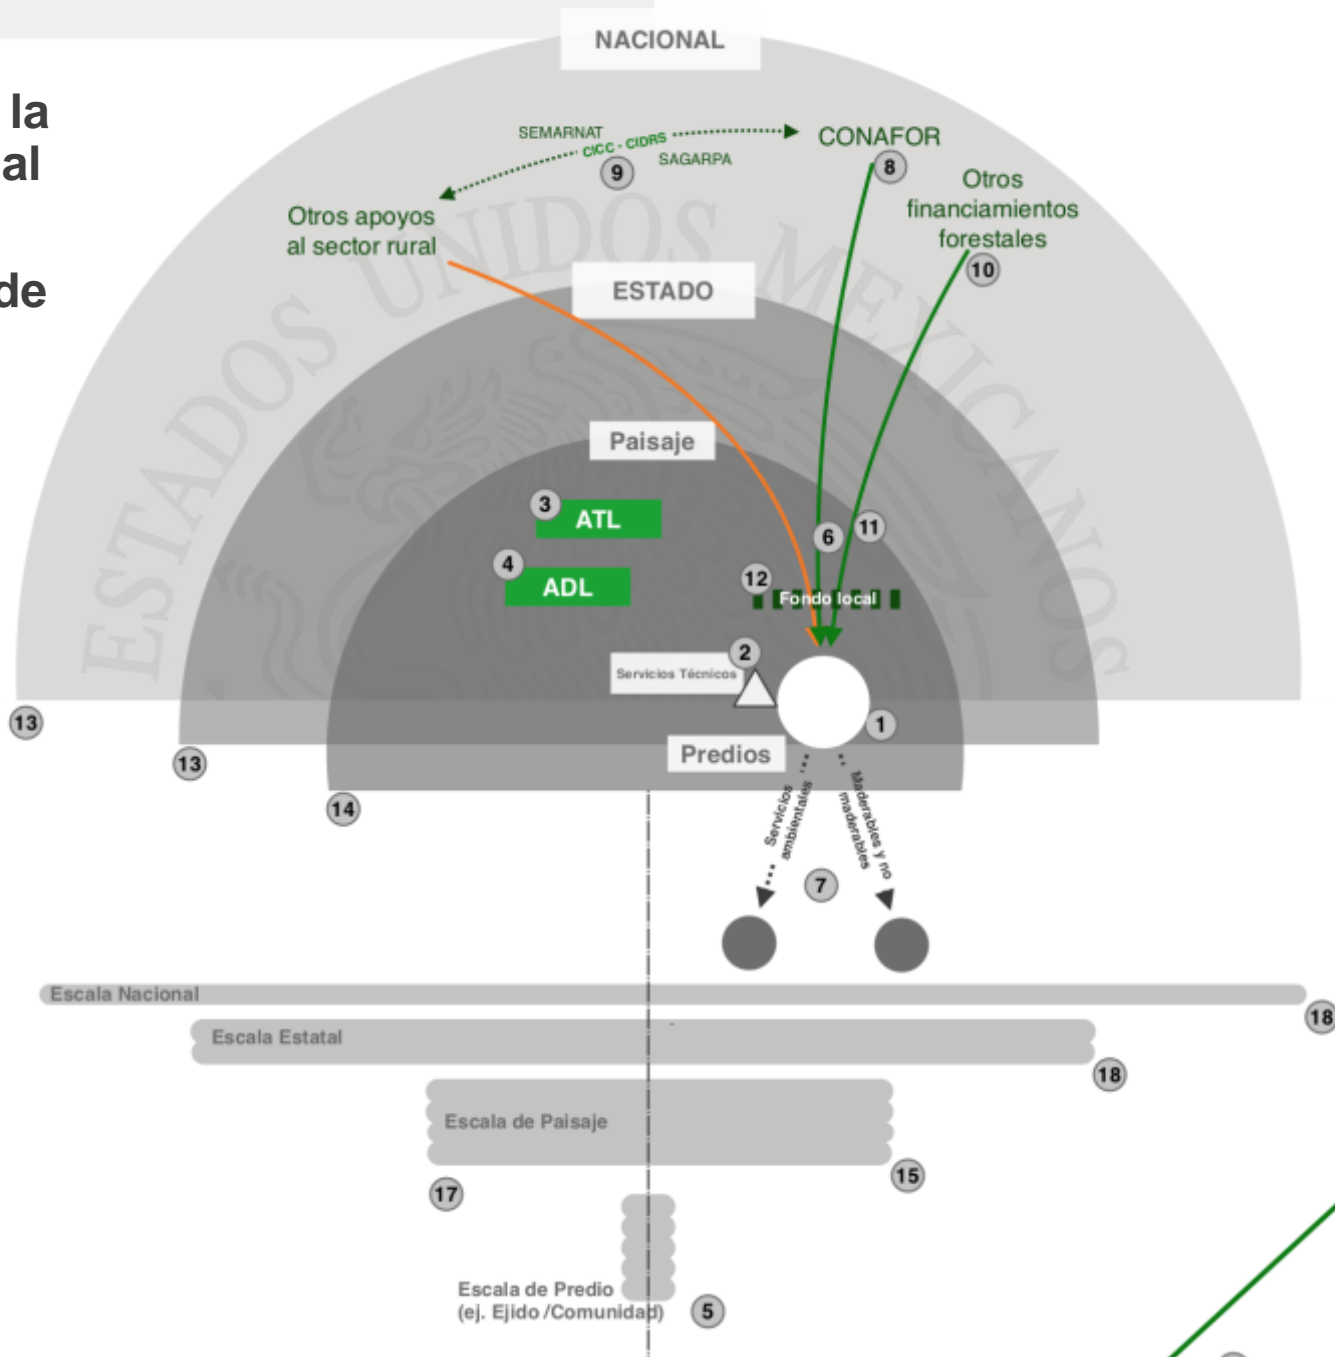 la
al
de
NACIONAL
SEMARNAT
CICC - CIDRS
SAGARPA
9
CONAFOR
8
Otros apoyos
al sector rural
Otros
financiamientos
forestales
10
ESTADOS UNIDOS MEXICANOS
ESTADO
Paisaje
3
ATL
4
ADL
6
11
12
Fondo local
2
Servicios Técnicos
1
Predios
13
13
14
Servicios
ambientales
Maderables y no
maderables
7
Escala Nacional
18
Escala Estatal
18
Escala de Paisaje
17
15
Escala de Predio
(ej. Ejido /Comunidad)
5